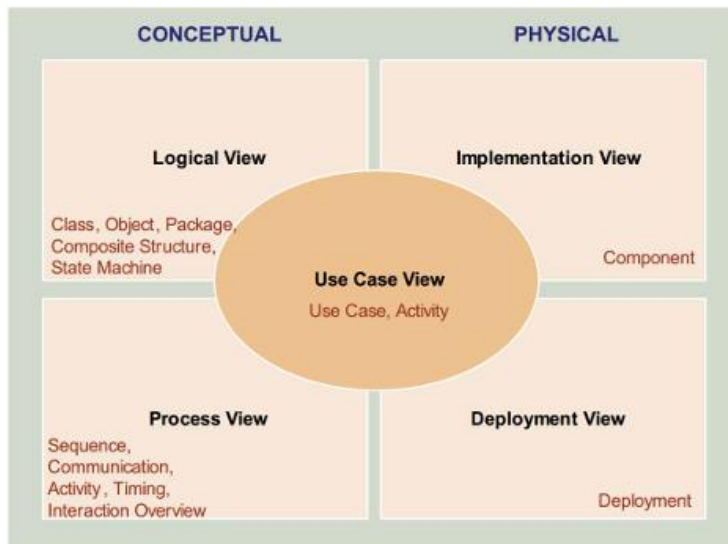 CONCEPTUAL
PHYSICAL
Logical View
Class, Object, Package,
Composite Structure,
State Machine
Implementation View
Component
Use Case View
Use Case, Activity
Process View
Sequence,
Communication,
Activity, Timing,
Interaction Overview
Deployment View
Deployment